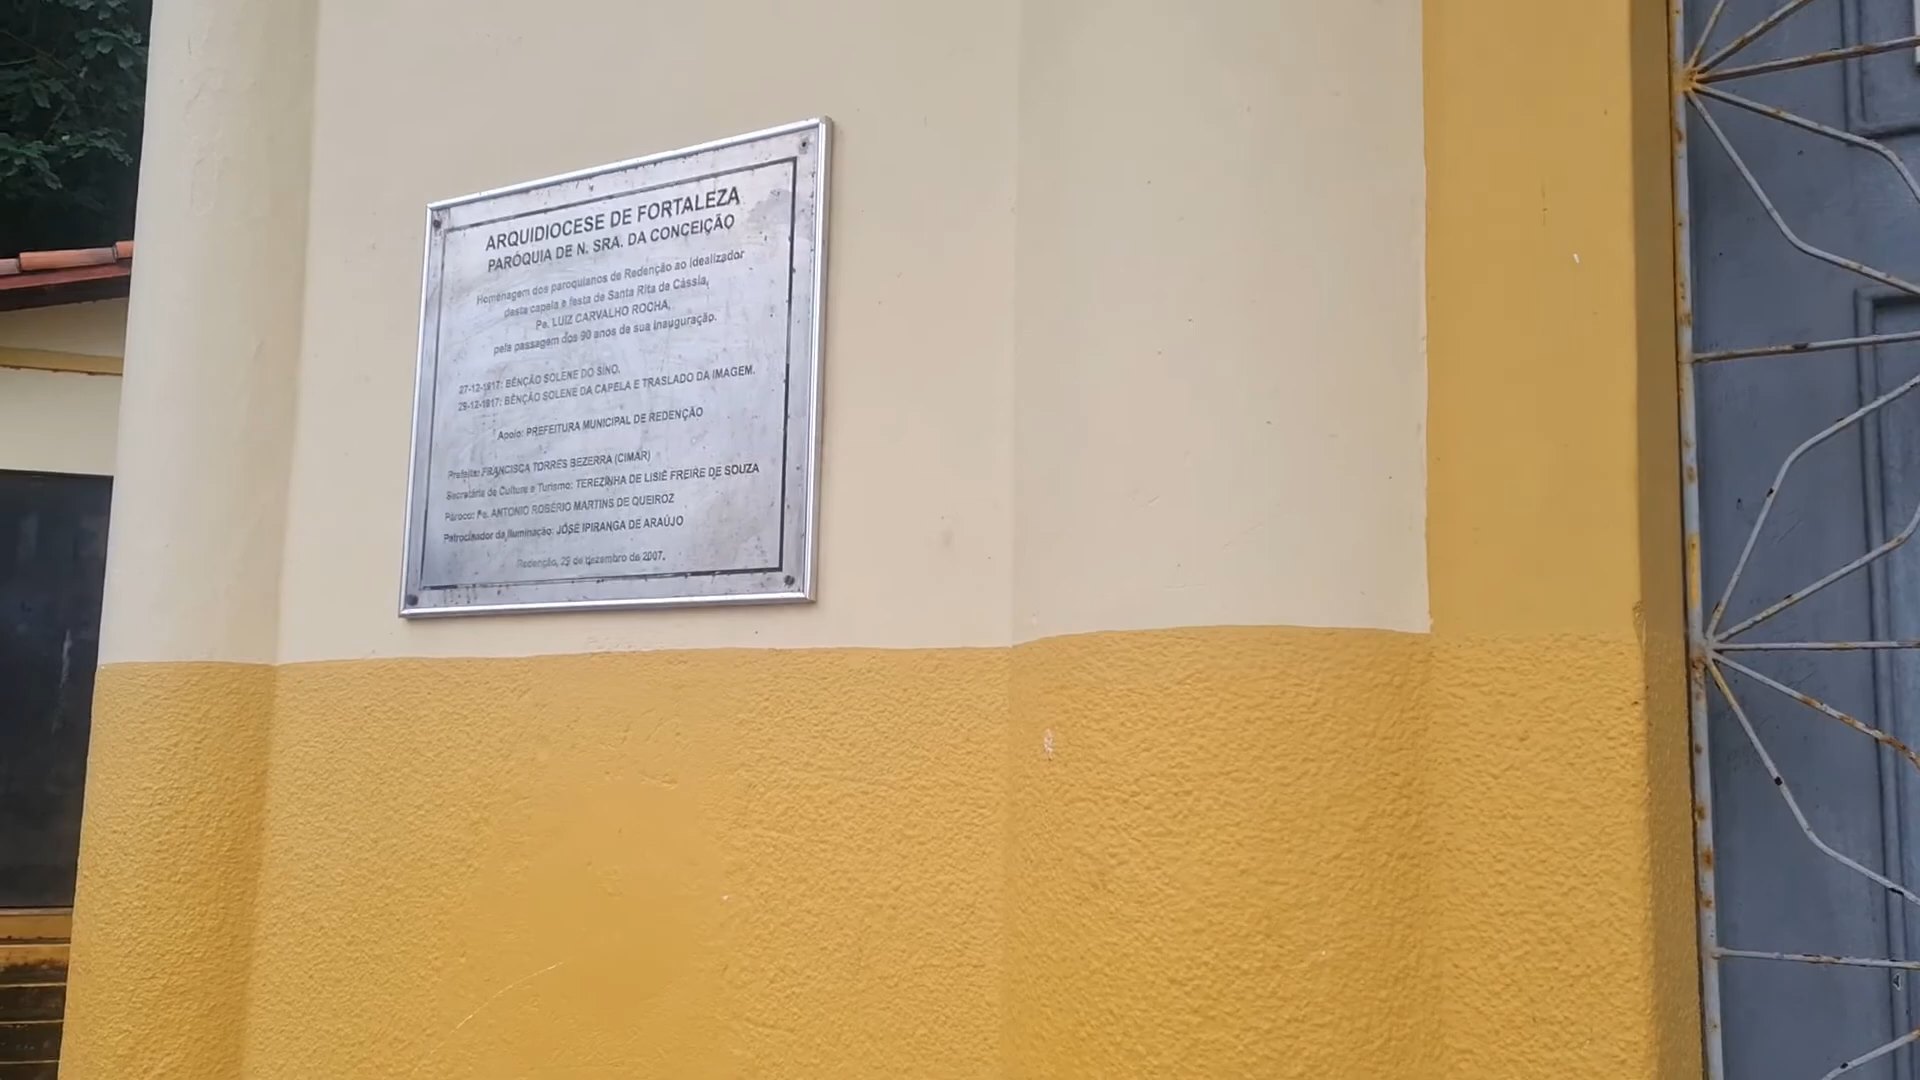 ARQUIDIOCESE DE FORTALEZA
PARÓQUIA DE N. SRA. DA CONCEIÇÃO
Homenagem dos paroquianos de Redenção ao idealizador
desta capela e festa de Santa Rita de Cássia,
Pe. LUIZ CARVALHO ROCHA,
pela passagem dos 90 anos de sua inauguração.
27-12-1917: BÊNÇÃO SOLENE DO SINO.
29-12-1917: BÊNÇÃO SOLENE DA CAPELA E TRASLADO DA IMAGEM.
Apoio: PREFEITURA MUNICIPAL DE REDENÇÃO
Prefeita: FRANCISCA TORRES BEZERRA (CIMAR)
Secretária de Cultura e Turismo: TEREZINHA DE LISIÊ FREIRE DE SOUZA
Pároco: Pe. ANTONIO ROSÉRIO MARTINS DE QUEIROZ
Patrocinador da Iluminação: JOSÉ IPIRANGA DE ARAÚJO
Redenção, 29 de dezembro de 2007.